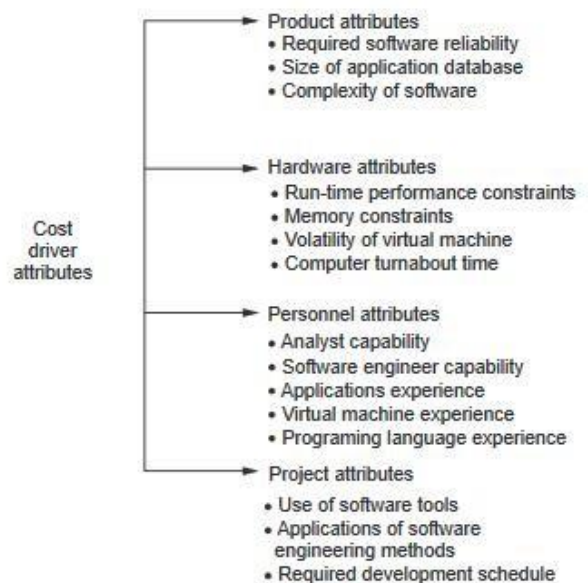 Product attributes
• Required software reliability
• Size of application database
• Complexity of software
Hardware attributes
• Run-time performance constraints
• Memory constraints
• Volatility of virtual machine
• Computer turnabout time
Cost
driver
attributes
Personnel attributes
• Analyst capability
• Software engineer capability
• Applications experience
• Virtual machine experience
• Programing language experience
Project attributes
• Use of software tools
• Applications of software
engineering methods
• Required development schedule